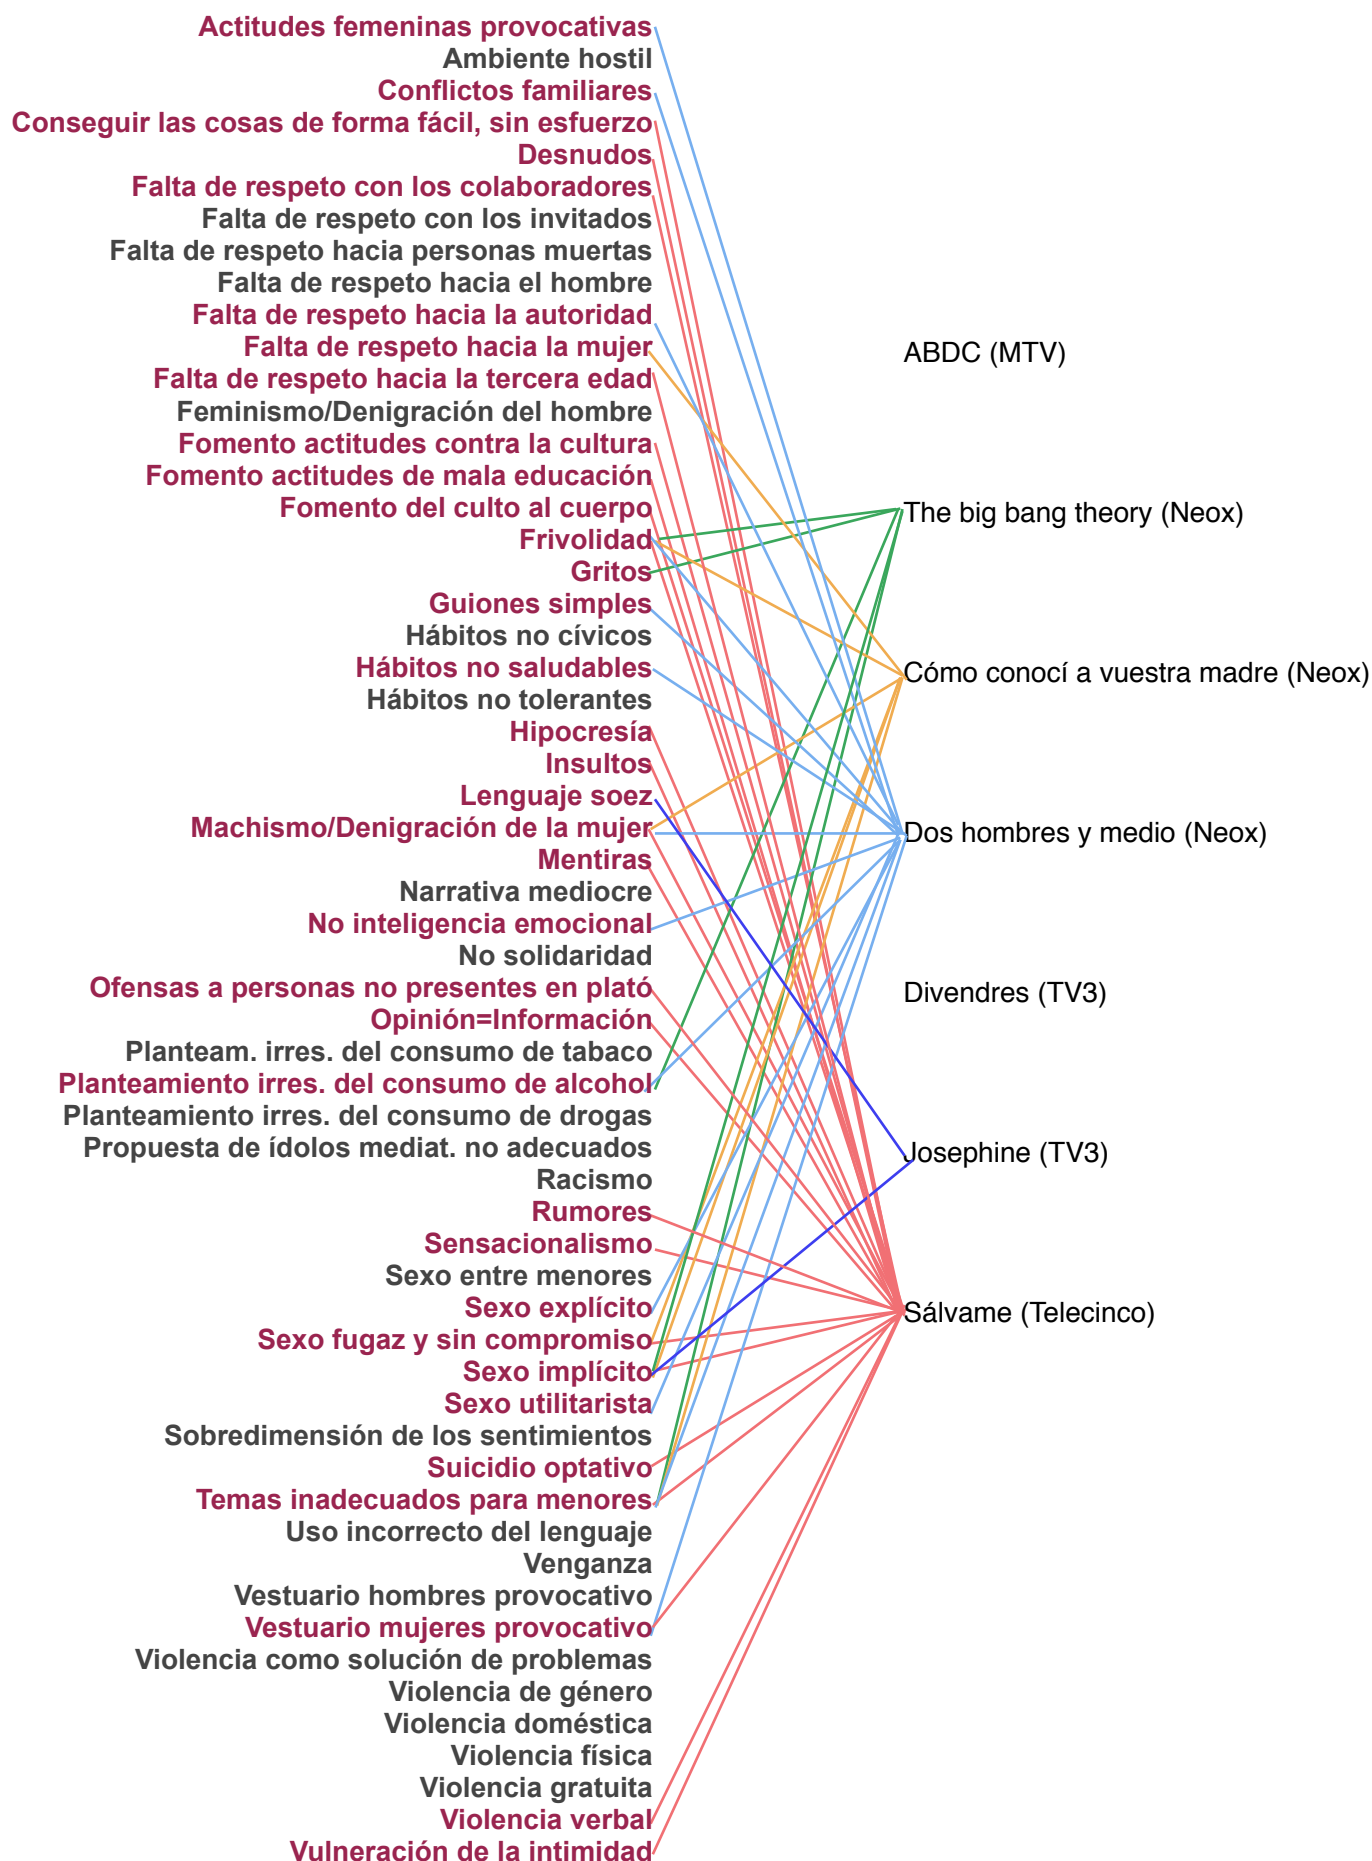 Actitudes femeninas provocativas
Ambiente hostil
Conflictos familiares
Conseguir las cosas de forma fácil, sin esfuerzo
Desnudos
Falta de respeto con los colaboradores
Falta de respeto con los invitados
Falta de respeto hacia personas muertas
Falta de respeto hacia el hombre
Falta de respeto hacia la autoridad
Falta de respeto hacia la mujer
Falta de respeto hacia la tercera edad
Feminismo/Denigración del hombre
Fomento actitudes contra la cultura
Fomento actitudes de mala educación
Fomento del culto al cuerpo
Frivolidad
Gritos
Guiones simples
Hábitos no cívicos
Hábitos no saludables
Hábitos no tolerantes
Hipocresía
Insultos
Lenguaje soez
Machismo/Denigración de la mujer
Mentiras
Narrativa mediocre
No inteligencia emocional
No solidaridad
Ofensas a personas no presentes en plató
Opinión=Información
Planteam. irres. del consumo de tabaco
Planteamiento irres. del consumo de alcohol
Planteamiento irres. del consumo de drogas
Propuesta de ídolos mediat. no adecuados
Racismo
Rumores
Sensacionalismo
Sexo entre menores
Sexo explícito
Sexo fugaz y sin compromiso
Sexo implícito
Sexo utilitarista
Sobredimensión de los sentimientos
Suicidio optativo
Temas inadecuados para menores
Uso incorrecto del lenguaje
Venganza
Vestuario hombres provocativo
Vestuario mujeres provocativo
Violencia como solución de problemas
Violencia de género
Violencia doméstica
Violencia física
Violencia gratuita
Violencia verbal
Vulneración de la intimidad
ABDC (MTV)
The big bang theory (Neox)
Cómo conocí a vuestra madre (Neox)
Dos hombres y medio (Neox)
Divendres (TV3)
Josephine (TV3)
Sálvame (Telecinco)